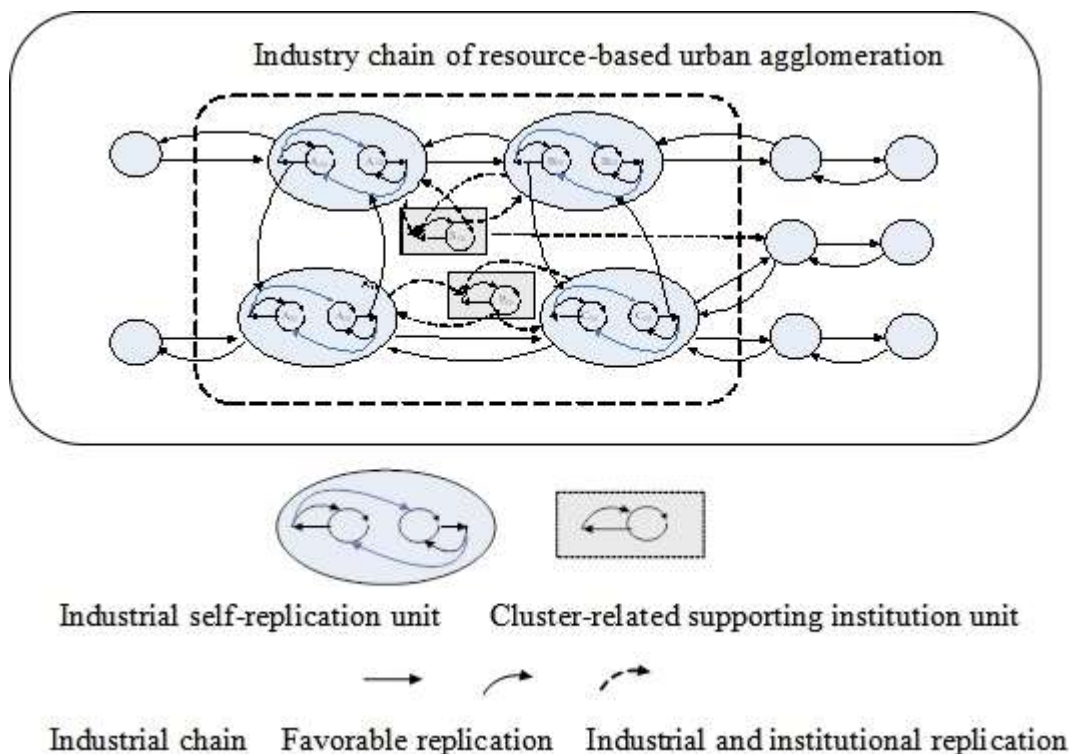 Industry chain of resource-based urban agglomeration
Industrial self-replication unit
Cluster-related supporting institution unit
Industrial chain
Favorable replication
Industrial and institutional replication